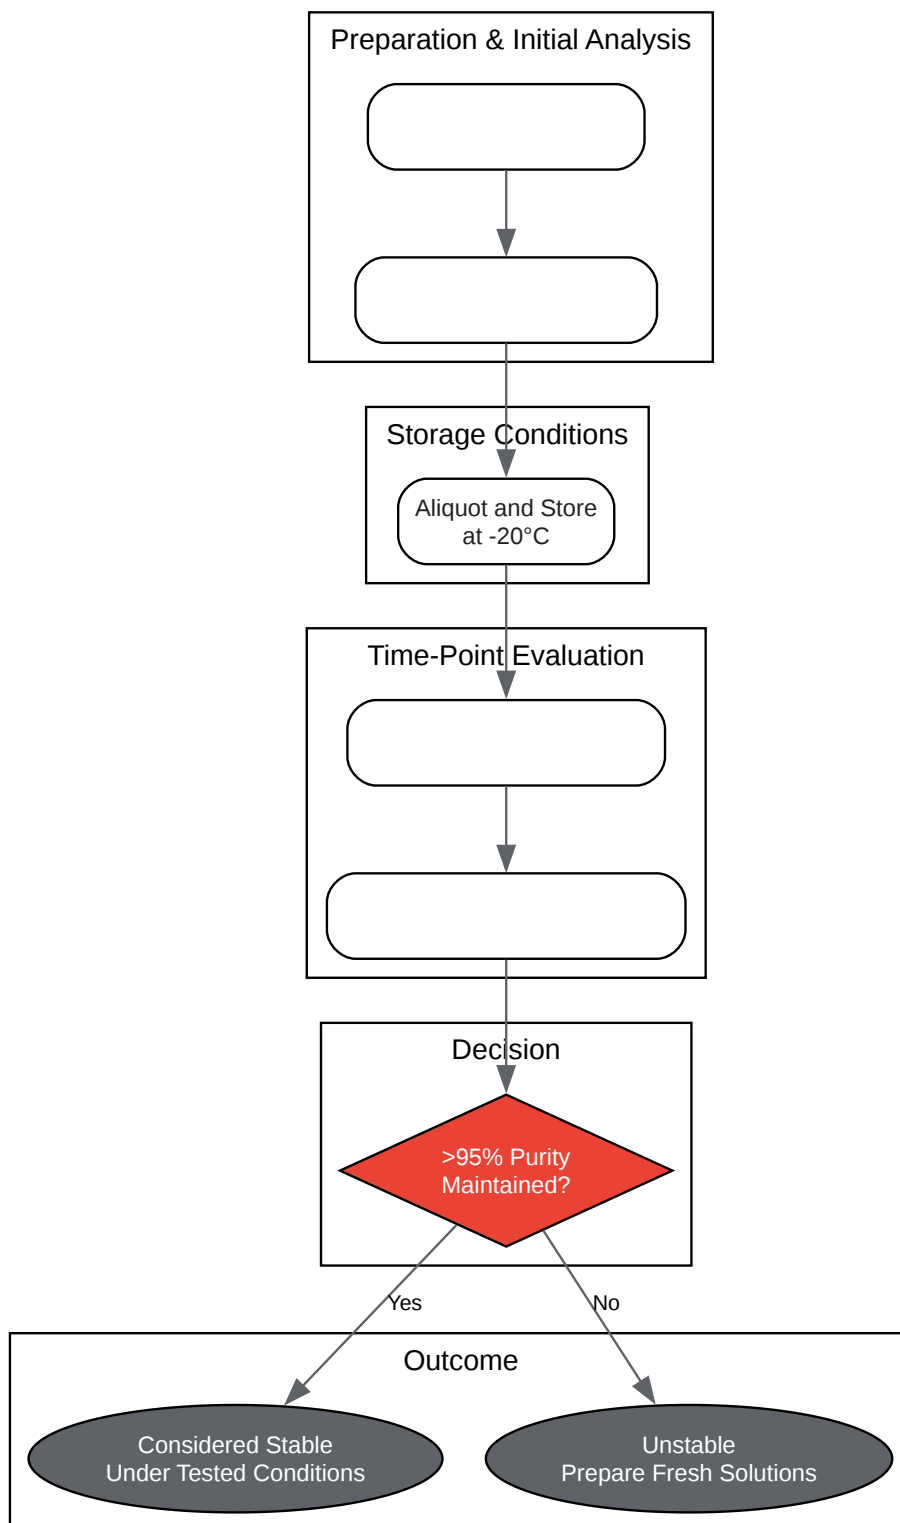 Preparation & Initial Analysis
Storage Conditions
Aliquot and Store
at -20°C
Time-Point Evaluation
Decision
>95% Purity
Maintained?
Yes
No
Outcome
Considered Stable
Under Tested Conditions
Unstable
Prepare Fresh Solutions